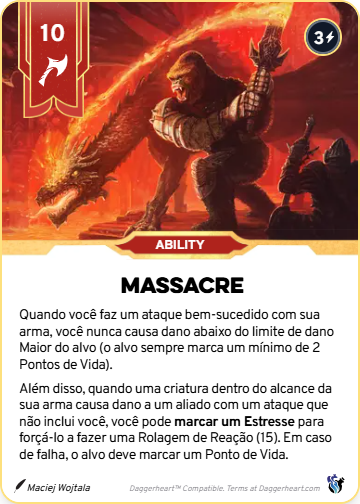 10
3
ABILITY
MASSACRE
Quando você faz um ataque bem-sucedido com sua
arma, você nunca causa dano abaixo do limite de dano
Maior do alvo (o alvo sempre marca um mínimo de 2
Pontos de Vida).
Além disso, quando uma criatura dentro do alcance da
sua arma causa dano a um aliado com um ataque que
não inclui você, você pode marcar um Estresse para
forçá-lo a fazer uma Rolagem de Reação (15). Em caso
de falha, o alvo deve marcar um Ponto de Vida.
Maciej Wojtala
Daggerheart™ Compatible. Terms at Daggerheart.com